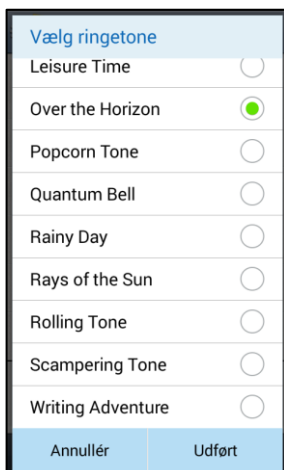 Vælg ringetone
Leisure Time
Over the Horizon
Popcorn Tone
Quantum Bell
Rainy Day
Rays of the Sun
Rolling Tone
Scampering Tone
Writing Adventure
Annullér Udført